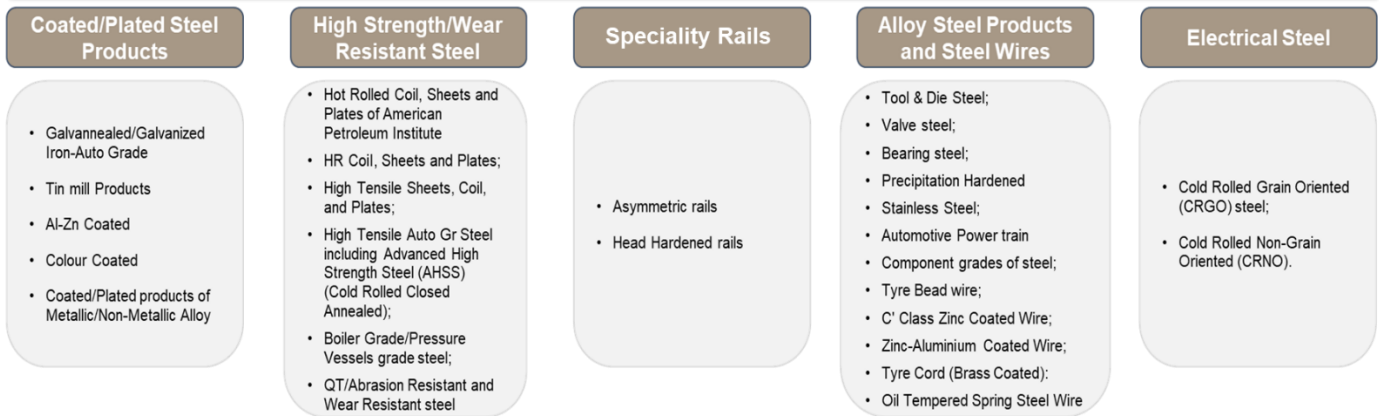 Coated/Plated Steel
Products
Galvannealed/Galvanized
Iron-Auto Grade
Tin mill Products
Al-Zn Coated
Colour Coated
Coated/Plated products of
Metallic/Non-Metallic Alloy
High Strength/Wear
Resistant Steel
Hot Rolled Coil, Sheets and
Plates of American
Petroleum Institute
HR Coil, Sheets and Plates;
High Tensile Sheets, Coil,
and Plates;
High Tensile Auto Gr Steel
including Advanced High
Strength Steel (AHSS)
(Cold Rolled Closed
Annealed);
Boiler Grade/Pressure
Vessels grade steel;
QT/Abrasion Resistant and
Wear Resistant steel
Speciality Rails
Asymmetric rails
Head Hardened rails
Alloy Steel Products
and Steel Wires
Tool & Die Steel;
Valve steel;
Bearing steel;
Precipitation Hardened
Stainless Steel;
Automotive Power train
Component grades of steel;
Tyre Bead wire;
C' Class Zinc Coated Wire;
Zinc-Aluminium Coated Wire;
Tyre Cord (Brass Coated):
Oil Tempered Spring Steel Wire
Electrical Steel
Cold Rolled Grain Oriented
(CRGO) steel;
Cold Rolled Non-Grain
Oriented (CRNO).